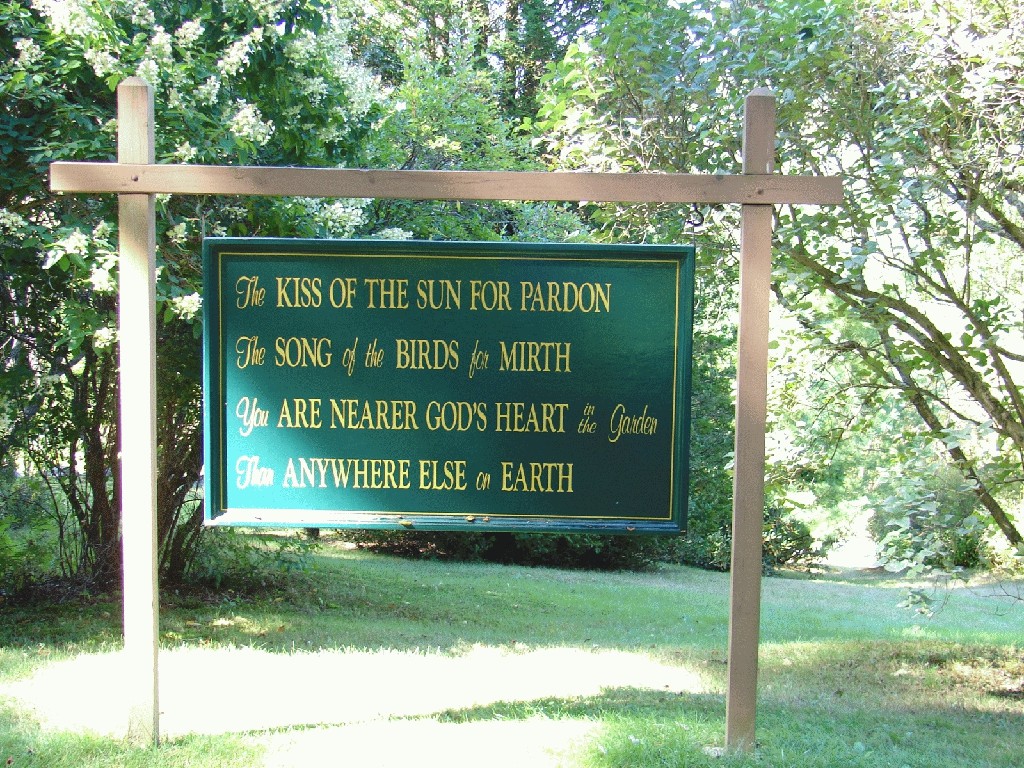 The KISS OF THE SUN FOR PARDON
The SONG of the BIRDS for MIRTH
You ARE NEARER GOD'S HEART in the Garden
Than ANYWHERE ELSE on EARTH